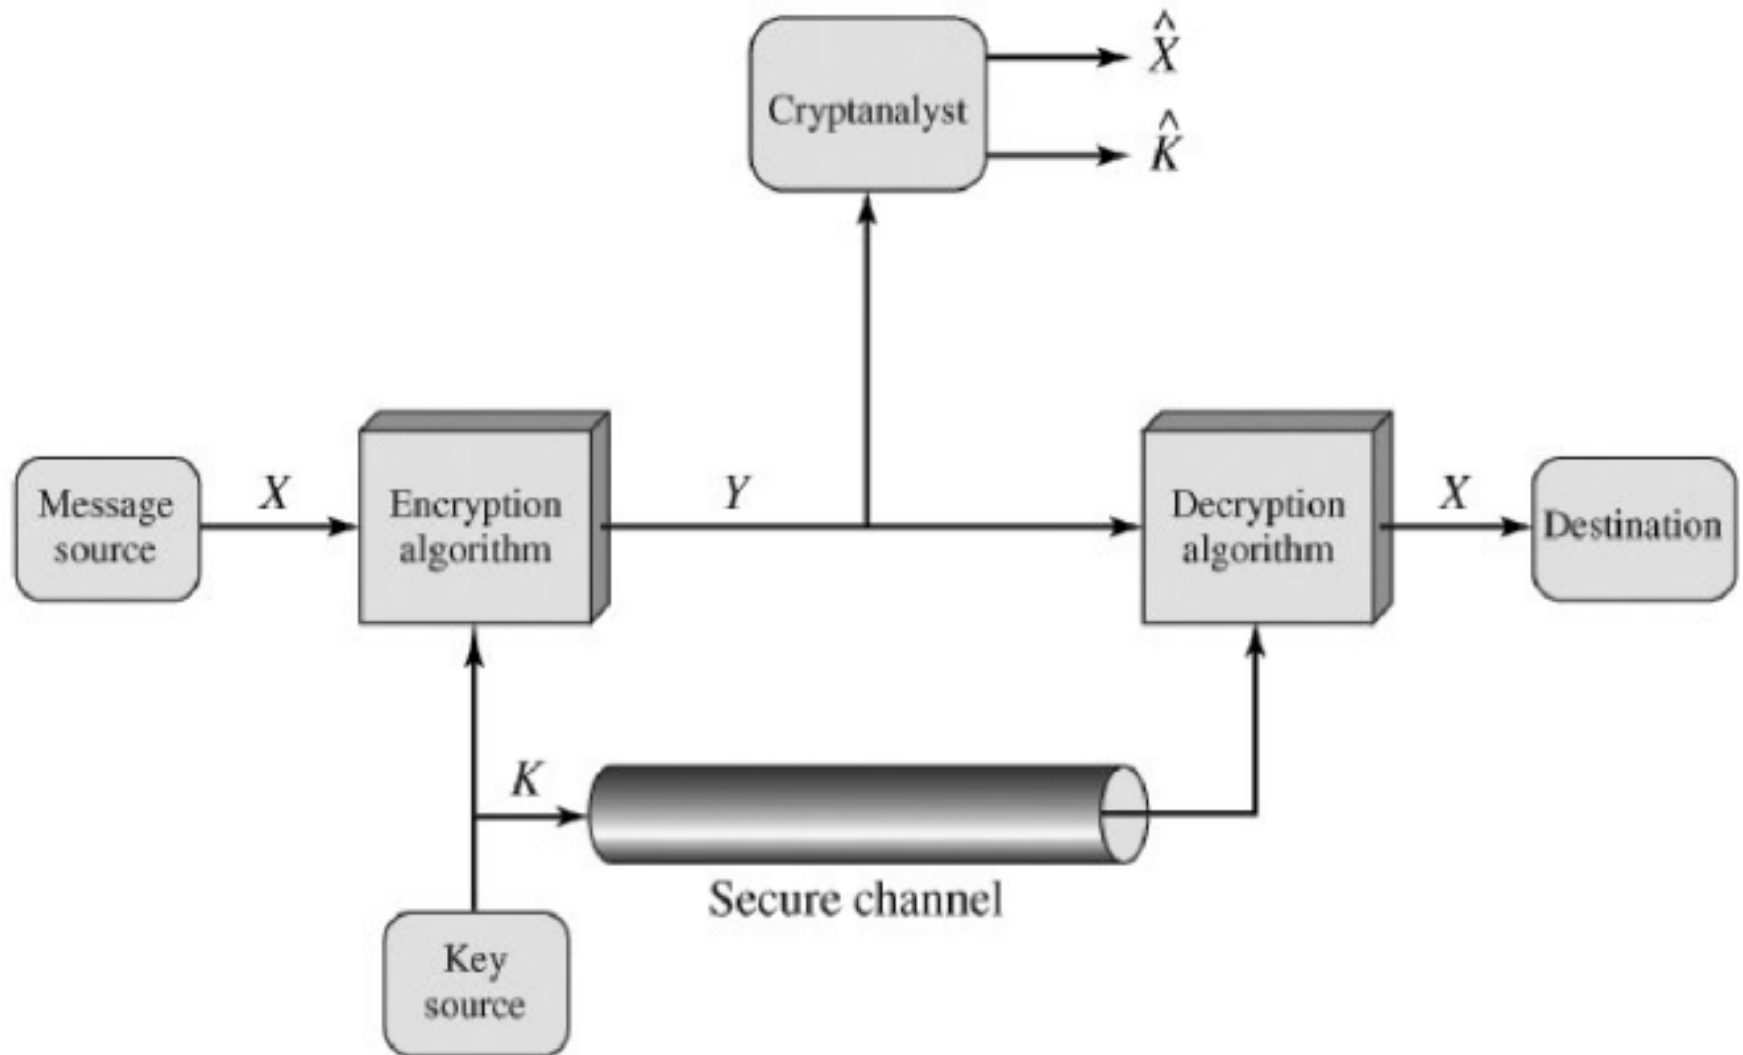 X̂
Cryptanalyst
K̂
Message
source
X
Encryption
algorithm
Y
Decryption
algorithm
X
Destination
K
Secure channel
Key
source